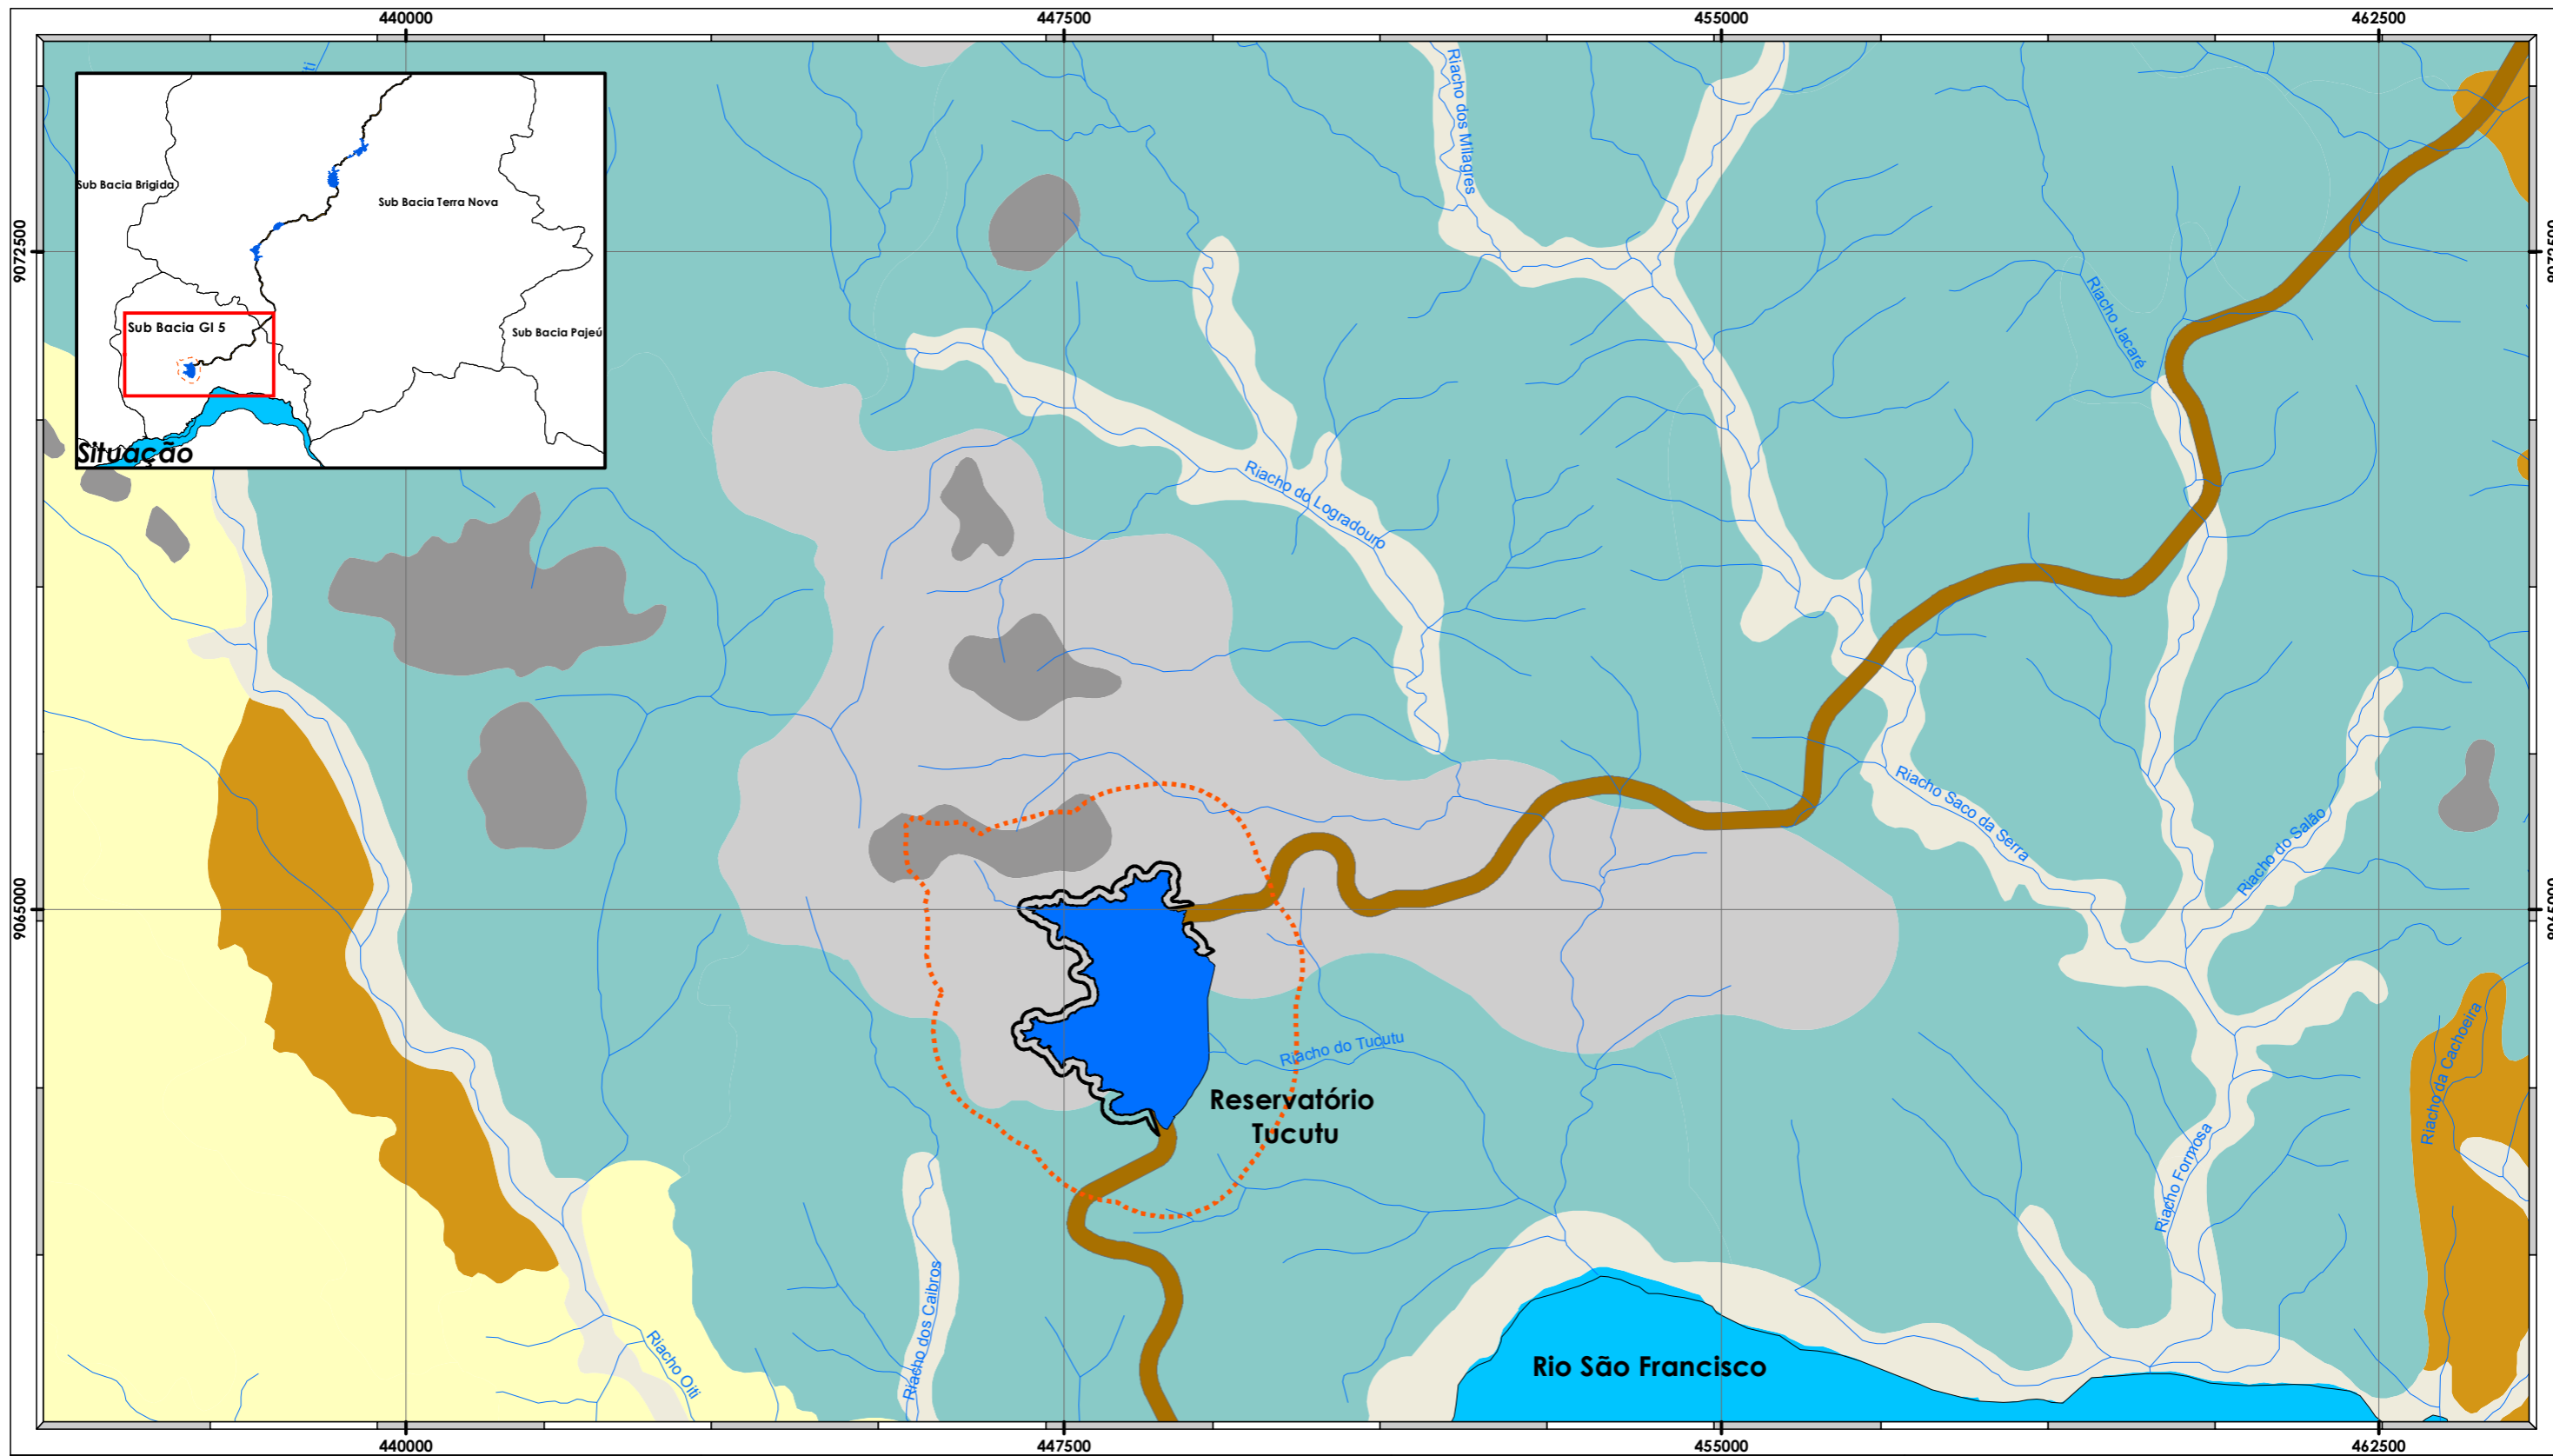 440000
447500
455000
462500
9072500
9072500
9065000
9065000
Sub Bacia Brigida
Sub Bacia Terra Nova
Sub Bacia GI 5
Sub Bacia Pajeú
Situação
Riacho dos Milagres
Riacho Jacaré
Riacho do Logradouro
Riacho Saco da Serra
Riacho do Salão
Riacho do Tucutu
Reservatório
Tucutu
Riacho da Cachoeira
Riacho Formosa
Riacho dos Caibros
Riacho Oiti
Rio São Francisco
440000
447500
455000
462500